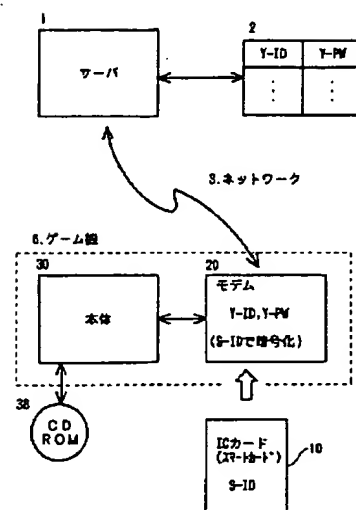 1
サーバ
2
Y-ID Y-PW
3.ネットワーク
6.ゲーム機
30
本体
20
モデム
Y-ID,Y-PW
(S-IDで暗号化)
38
CD
ROM
ICカード
(スマートカード)
S-ID
10